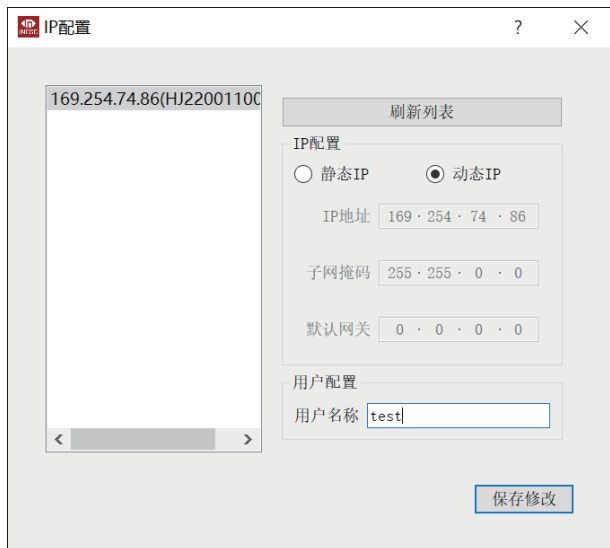 IP配置
?
169.254.74.86(HJ22001100
刷新列表
IP配置
静态IP
动态IP
IP地址 169 . 254 . 74 . 86
子网掩码 255 . 255 . 0 . 0
默认网关 0 . 0 . 0 . 0
用户配置
用户名称 test
保存修改